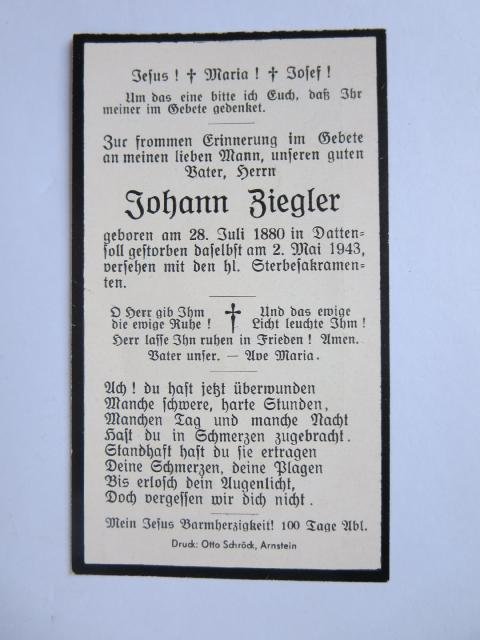 Jesus! ✝ Maria! ✝ Josef!
Um das eine bitte ich Euch, daß Ihr
meiner im Gebete gedenket.
Zur frommen Erinnerung im Gebete
an meinen lieben Mann, unseren guten
Vater, Herrn
Johann Ziegler
geboren am 28. Juli 1880 in Datten-
soll gestorben daselbst am 2. Mai 1943,
versehen mit den hl. Sterbesakramen-
ten.
O Herr gib Ihm ✝ Und das ewige
die ewige Ruhe! Licht leuchte Ihm!
Herr lasse Ihn ruhen in Frieden! Amen.
Vater unser. — Ave Maria.
Ach! du hast jetzt überwunden
Manche schwere, harte Stunden,
Manchen Tag und manche Nacht
Hast du in Schmerzen zugebracht.
Standhaft hast du sie ertragen
Deine Schmerzen, deine Plagen
Bis erlosch dein Augenlicht,
Doch vergessen wir dich nicht.
Mein Jesus Barmherzigkeit! 100 Tage Abl.
Druck: Otto Schröck, Arnstein